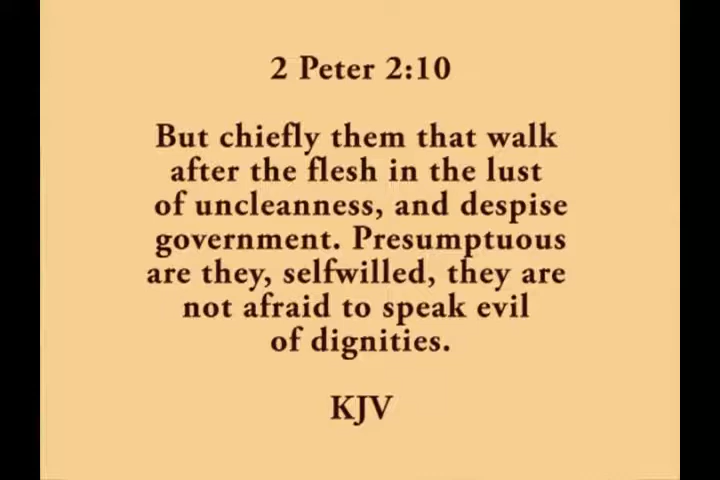 2 Peter 2:10
But chiefly them that walk
after the flesh in the lust
of uncleanness, and despise
government. Presumptuous
are they, selfwilled, they are
not afraid to speak evil
of dignities.
KJV